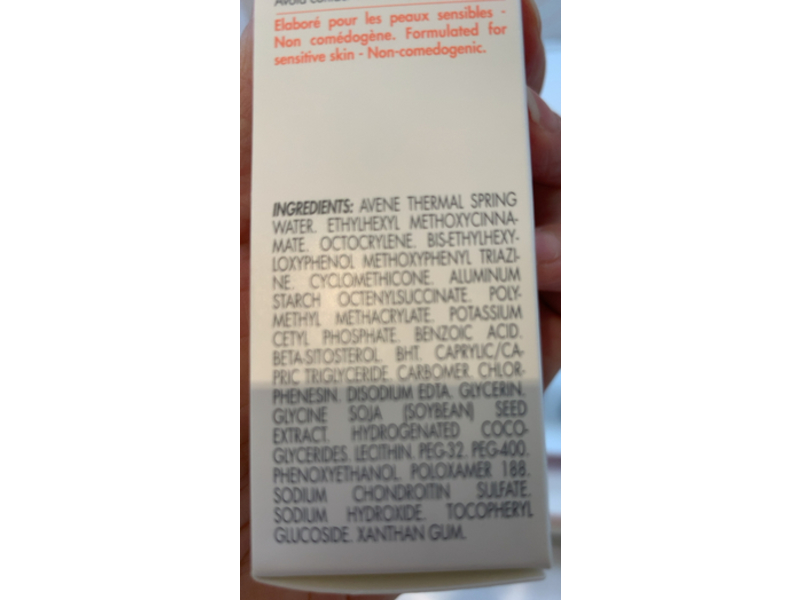 Avoid
Elaboré pour les peaux sensibles -
Non comédogène. Formulated for
sensitive skin - Non-comedogenic.
INGREDIENTS: AVENE THERMAL SPRING
WATER. ETHYLHEXYL METHOXYCINNA-
MATE. OCTOCRYLENE. BIS-ETHYLHEXY-
LOXYPHENOL METHOXYPHENYL TRIAZI-
NE. CYCLOMETHICONE. ALUMINUM
STARCH OCTENYLSUCCINATE. POLY-
METHYL METHACRYLATE. POTASSIUM
CETYL PHOSPHATE. BENZOIC ACID.
BETA-SITOSTEROL. BHT. CAPRYLIC/CA-
PRIC TRIGLYCERIDE. CARBOMER. CHLOR-
PHENESIN. DISODIUM EDTA. GLYCERIN.
GLYCINE SOJA (SOYBEAN) SEED
EXTRACT. HYDROGENATED COCO-
GLYCERIDES. LECITHIN. PEG-32. PEG-400.
PHENOXYETHANOL. POLOXAMER 188.
SODIUM CHONDROITIN SULFATE.
SODIUM HYDROXIDE. TOCOPHERYL
GLUCOSIDE. XANTHAN GUM.